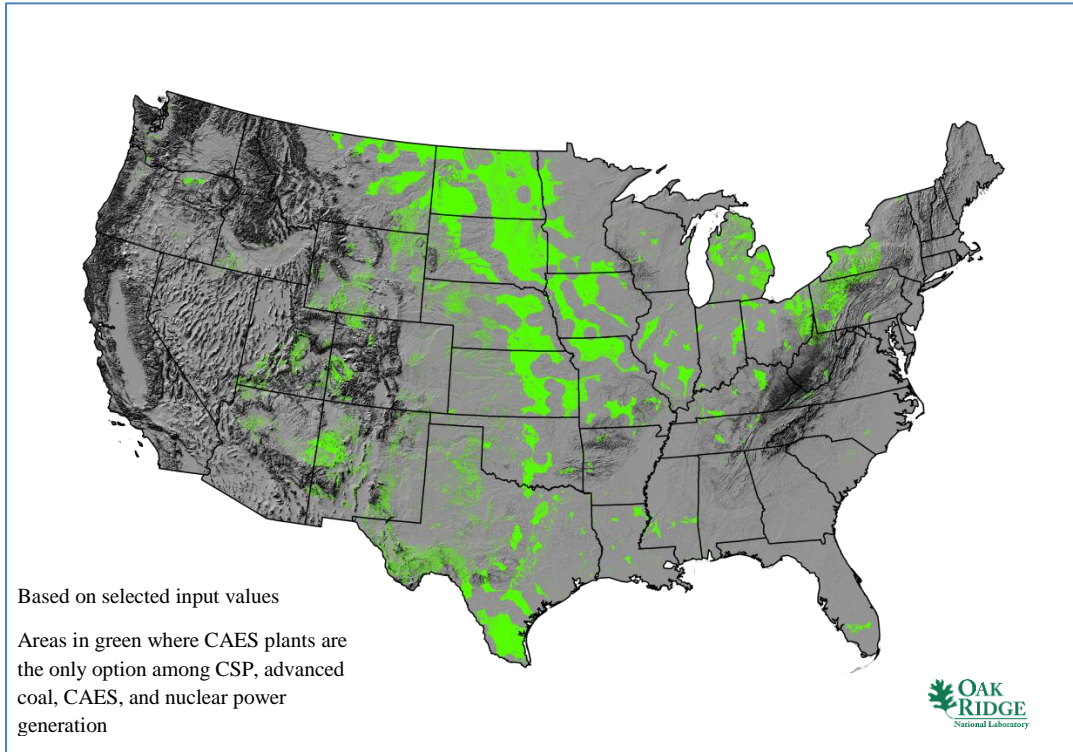 Based on selected input values
Areas in green where CAES plants are
the only option among CSP, advanced
coal, CAES, and nuclear power
generation
OAK
RIDGE
National Laboratory